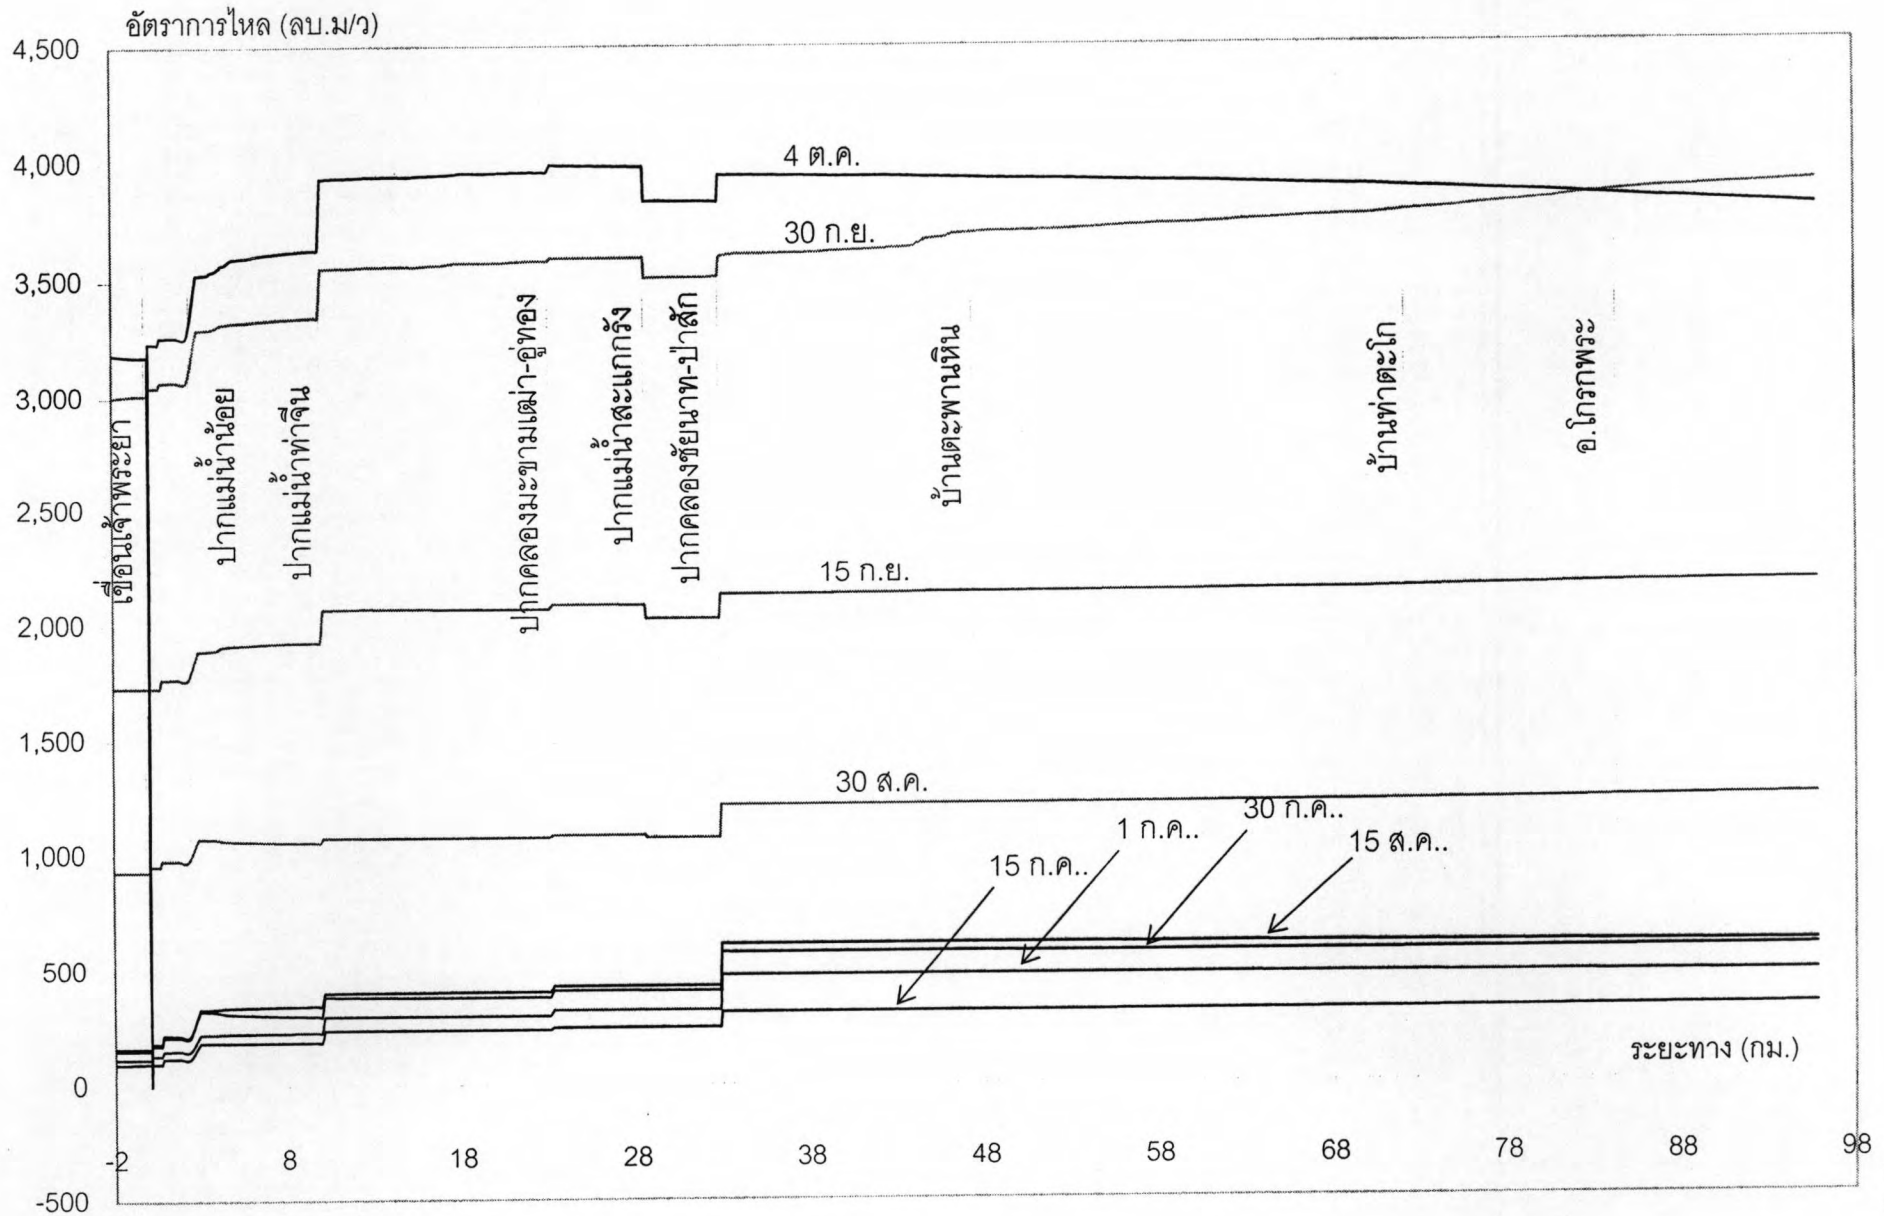 อัตราการไหล (ลบ.ม/ว)
4,500
4,000
3,500
3,000
2,500
2,000
1,500
1,000
500
0
-500
4 ต.ค.
30 ก.ย.
15 ก.ย.
30 ส.ค.
30 ก.ค..
1 ก.ค..
15 ส.ค..
15 ก.ค..
เขื่อนเจ้าพระยา
ปากแม่น้ำน้อย
ปากแม่น้ำท่าจีน
ปากคลองมะขามเฒ่า-อู่ทอง
ปากแม่น้ำสะแกกรัง
ปากคลองชัยนาท-ป่าสัก
บ้านตะพานหิน
บ้านท่าตะโก
อ.โกรกพระ
ระยะทาง (กม.)
-2 8 18 28 38 48 58 68 78 88 98